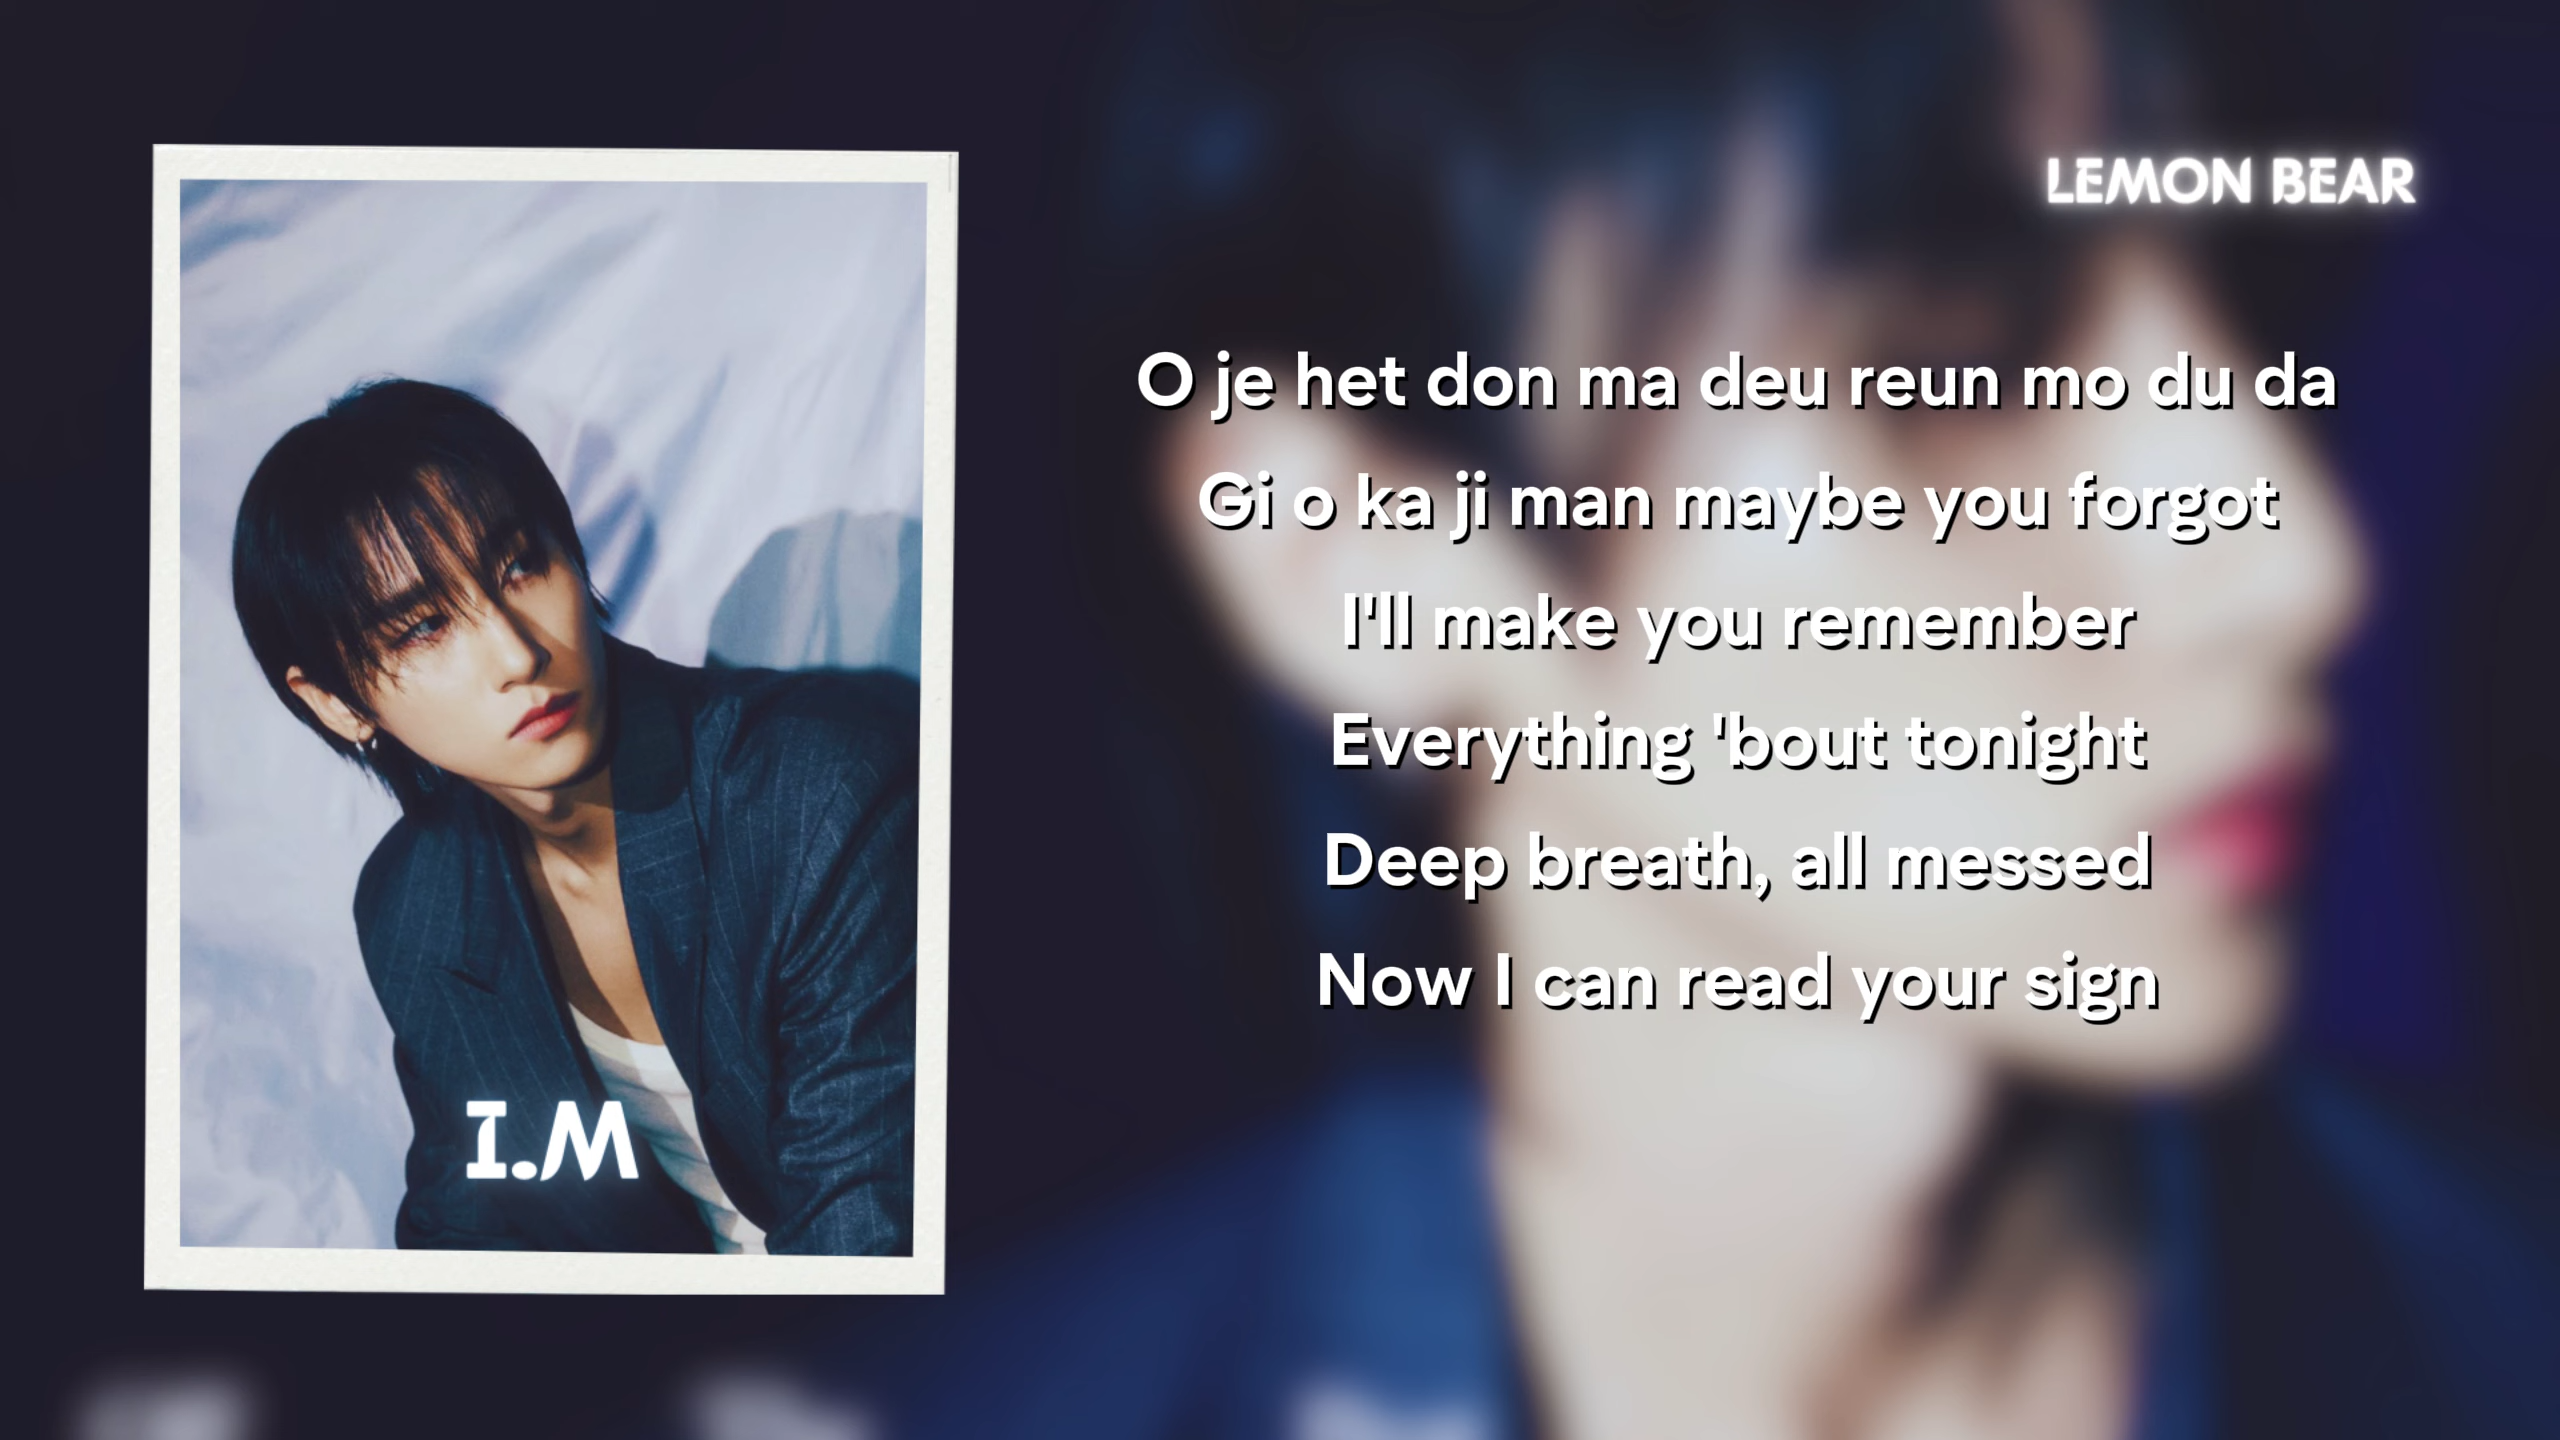 LEMON BEAR
O je het don ma deu reun mo du da
Gi o ka ji man maybe you forgot
I'll make you remember
Everything 'bout tonight
Deep breath, all messed
Now I can read your sign
I.M